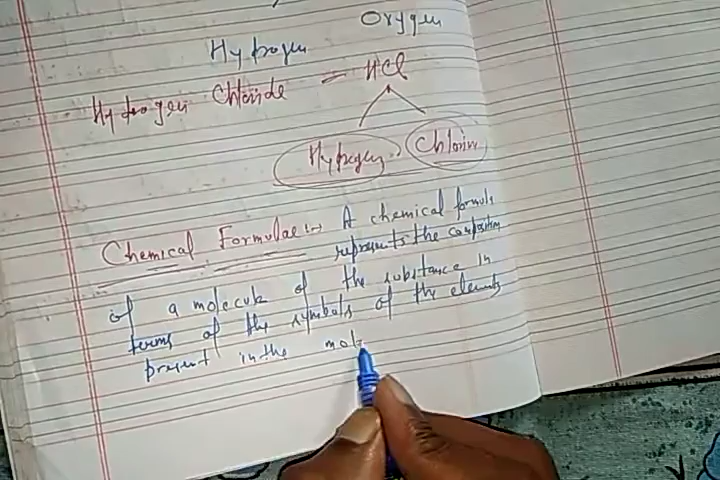 Oxygen
Hydrogen
Hydrogen Chloride = HCl
Hydrogen Chlorine
Chemical Formulae :→ A chemical formula
represents the composition
of a molecule of the substance in
terms of the symbols of the elements
present in the mole